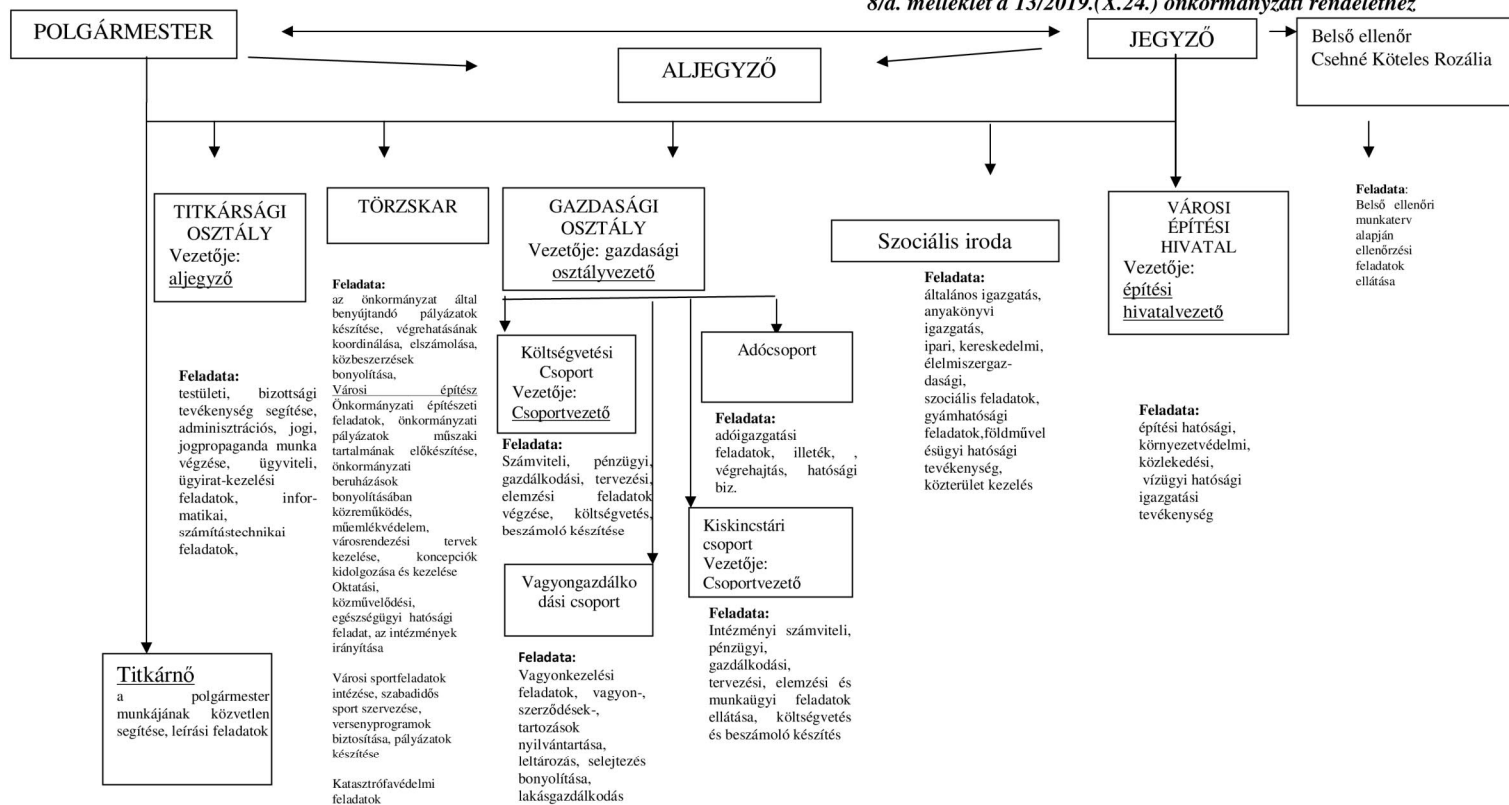 8/a. melléklet a 13/2019.(X.24.) önkormányzati rendelethez
POLGÁRMESTER
ALJEGYZŐ
JEGYZŐ
Belső ellenőr
Csehné Köteles Rozália
TITKÁRSÁGI
OSZTÁLY
Vezetője:
aljegyző
Feladata:
testületi, bizottsági
tevékenység segítése,
adminisztrációs, jogi,
jogpropaganda munka
végzése, ügyviteli,
ügyirat-kezelési
feladatok, infor-
matikai,
számítástechnikai
feladatok,
Titkárnő
a polgármester
munkájának közvetlen
segítése, leírási feladatok
TÖRZSKAR
Feladata:
az önkormányzat által
benyújtandó pályázatok
készítése, végrehatásának
koordinálása, elszámolása,
közbeszerzések
bonyolítása,
Városi építész
Önkormányzati építészeti
feladatok, önkormányzati
pályázatok műszaki
tartalmának előkészítése,
önkormányzati
beruházások
bonyolításában
közreműködés,
műemlékvédelem,
városrendezési tervek
kezelése, koncepciók
kidolgozása és kezelése
Oktatási,
közművelődési,
egészségügyi hatósági
feladat, az intézmények
irányítása
Városi sportfeladatok
intézése, szabadidős
sport szervezése,
versenyprogramok
biztosítása, pályázatok
készítése
Katasztrófavédelmi
feladatok
GAZDASÁGI
OSZTÁLY
Vezetője: gazdasági
osztályvezető
Költségvetési
Csoport
Vezetője:
Csoportvezető
Feladata:
Számviteli, pénzügyi,
gazdálkodási, tervezési,
elemzési feladatok
végzése, költségvetés,
beszámoló készítése
Vagyongazdálko
dási csoport
Feladata:
Vagyonkezelési
feladatok, vagyon-,
szerződések-,
tartozások
nyilvántartása,
leltározás, selejtezés
bonyolítása,
lakásgazdálkodás
Adócsoport
Feladata:
adóigazgatási
feladatok, illeték, ,
végrehajtás, hatósági
biz.
Kiskincstári
csoport
Vezetője:
Csoportvezető
Feladata:
Intézményi számviteli,
pénzügyi,
gazdálkodási,
tervezési, elemzési és
munkaügyi feladatok
ellátása, költségvetés
és beszámoló készítés
Szociális iroda
Feladata:
általános igazgatás,
anyakönyvi
igazgatás,
ipari, kereskedelmi,
élelmiszergaz-
dasági,
szociális feladatok,
gyámhatósági
feladatok,földművel
ésügyi hatósági
tevékenység,
közterület kezelés
VÁROSI
ÉPÍTÉSI
HIVATAL
Vezetője:
építési
hivatalvezető
Feladata:
építési hatósági,
környezetvédelmi,
közlekedési,
vízügyi hatósági
igazgatási
tevékenység
Feladata:
Belső ellenőri
munkaterv
alapján
ellenőrzési
feladatok
ellátása